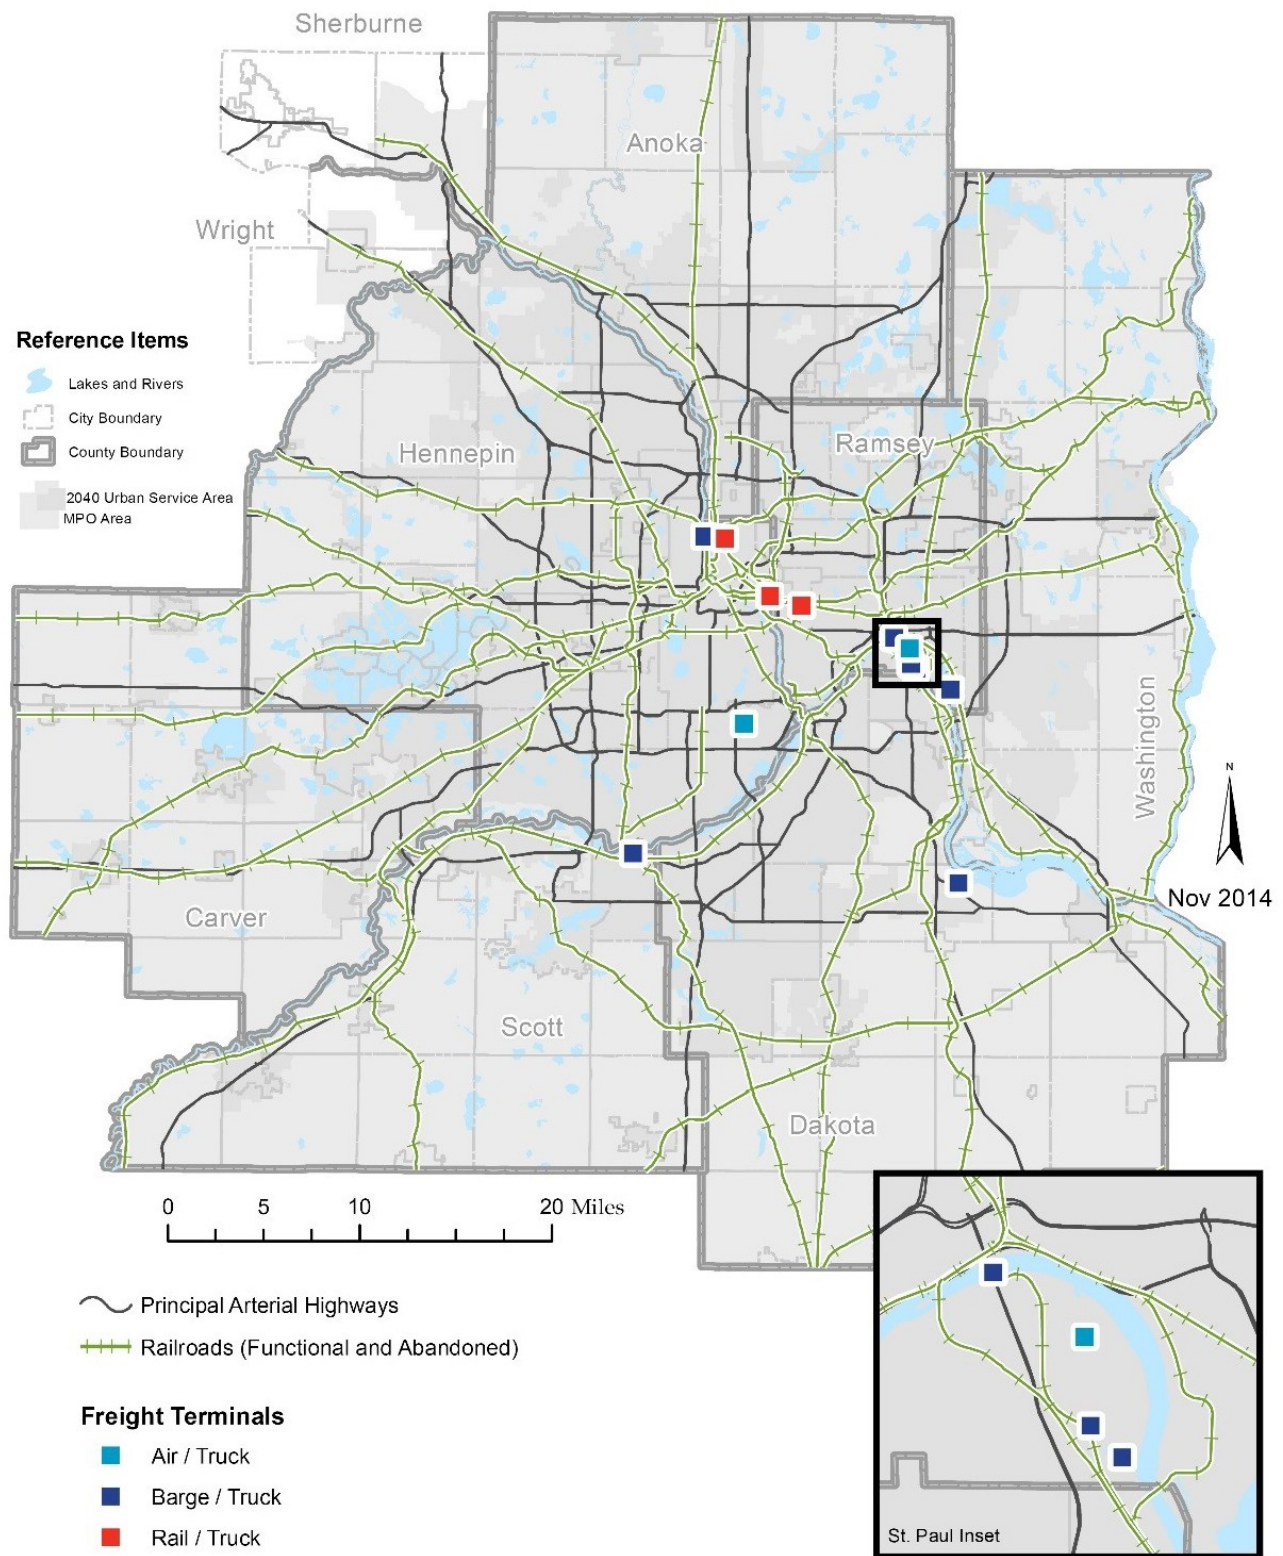 Sherburne
Anoka
Wright
Reference Items
Lakes and Rivers
City Boundary
County Boundary
2040 Urban Service Area
MPO Area
Hennepin
Ramsey
Washington
N
Nov 2014
Carver
Scott
Dakota
0 5 10 20 Miles
Principal Arterial Highways
Railroads (Functional and Abandoned)
Freight Terminals
Air / Truck
Barge / Truck
Rail / Truck
St. Paul Inset